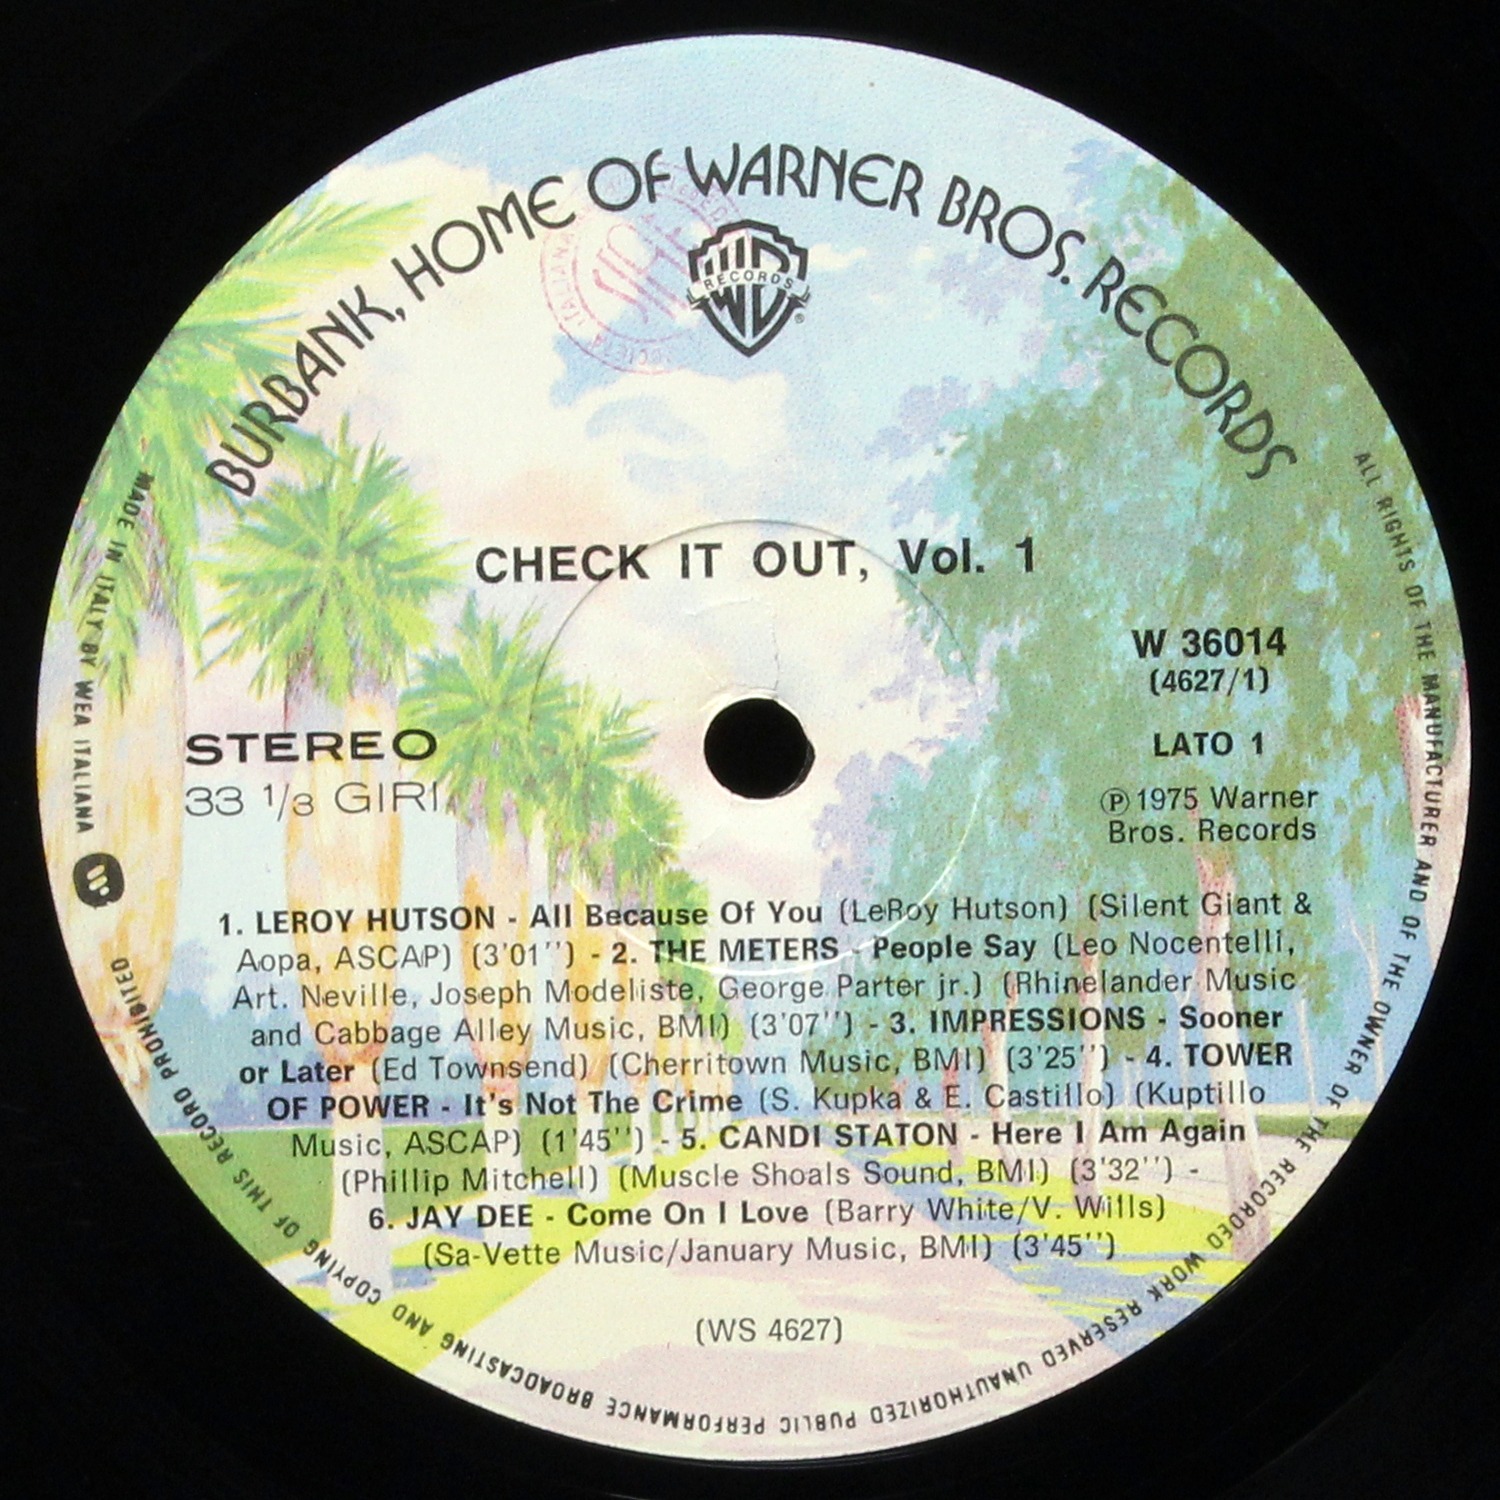 BURBANK, HOME OF WARNER BROS. RECORDS
RECORDS
®
CHECK IT OUT, Vol. 1
W 36014
(4627/1)
STEREO
33 1/3 GIRI
LATO 1
Ⓟ 1975 Warner
Bros. Records
1. LEROY HUTSON - All Because Of You (LeRoy Hutson) (Silent Giant &
Aopa, ASCAP) (3'01'') - 2. THE METERS - People Say (Leo Nocentelli,
Art. Neville, Joseph Modeliste, George Parter jr.) (Rhinelander Music
and Cabbage Alley Music, BMI) (3'07'') - 3. IMPRESSIONS - Sooner
or Later (Ed Townsend) (Cherritown Music, BMI) (3'25'') - 4. TOWER
OF POWER - It's Not The Crime (S. Kupka & E. Castillo) (Kuptillo
Music, ASCAP) (1'45'') - 5. CANDI STATON - Here I Am Again
(Phillip Mitchell) (Muscle Shoals Sound, BMI) (3'32'') -
6. JAY DEE - Come On I Love (Barry White/V. Wills)
(Sa-Vette Music/January Music, BMI) (3'45'')
(WS 4627)
MADE IN ITALY BY WEA ITALIANA
ALL RIGHTS OF THE MANUFACTURER AND OF THE OWNER OF THE RECORDED WORK RESERVED UNAUTHORIZED PUBLIC PERFORMANCE BROADCASTING AND COPYING OF THIS RECORD PROHIBITED